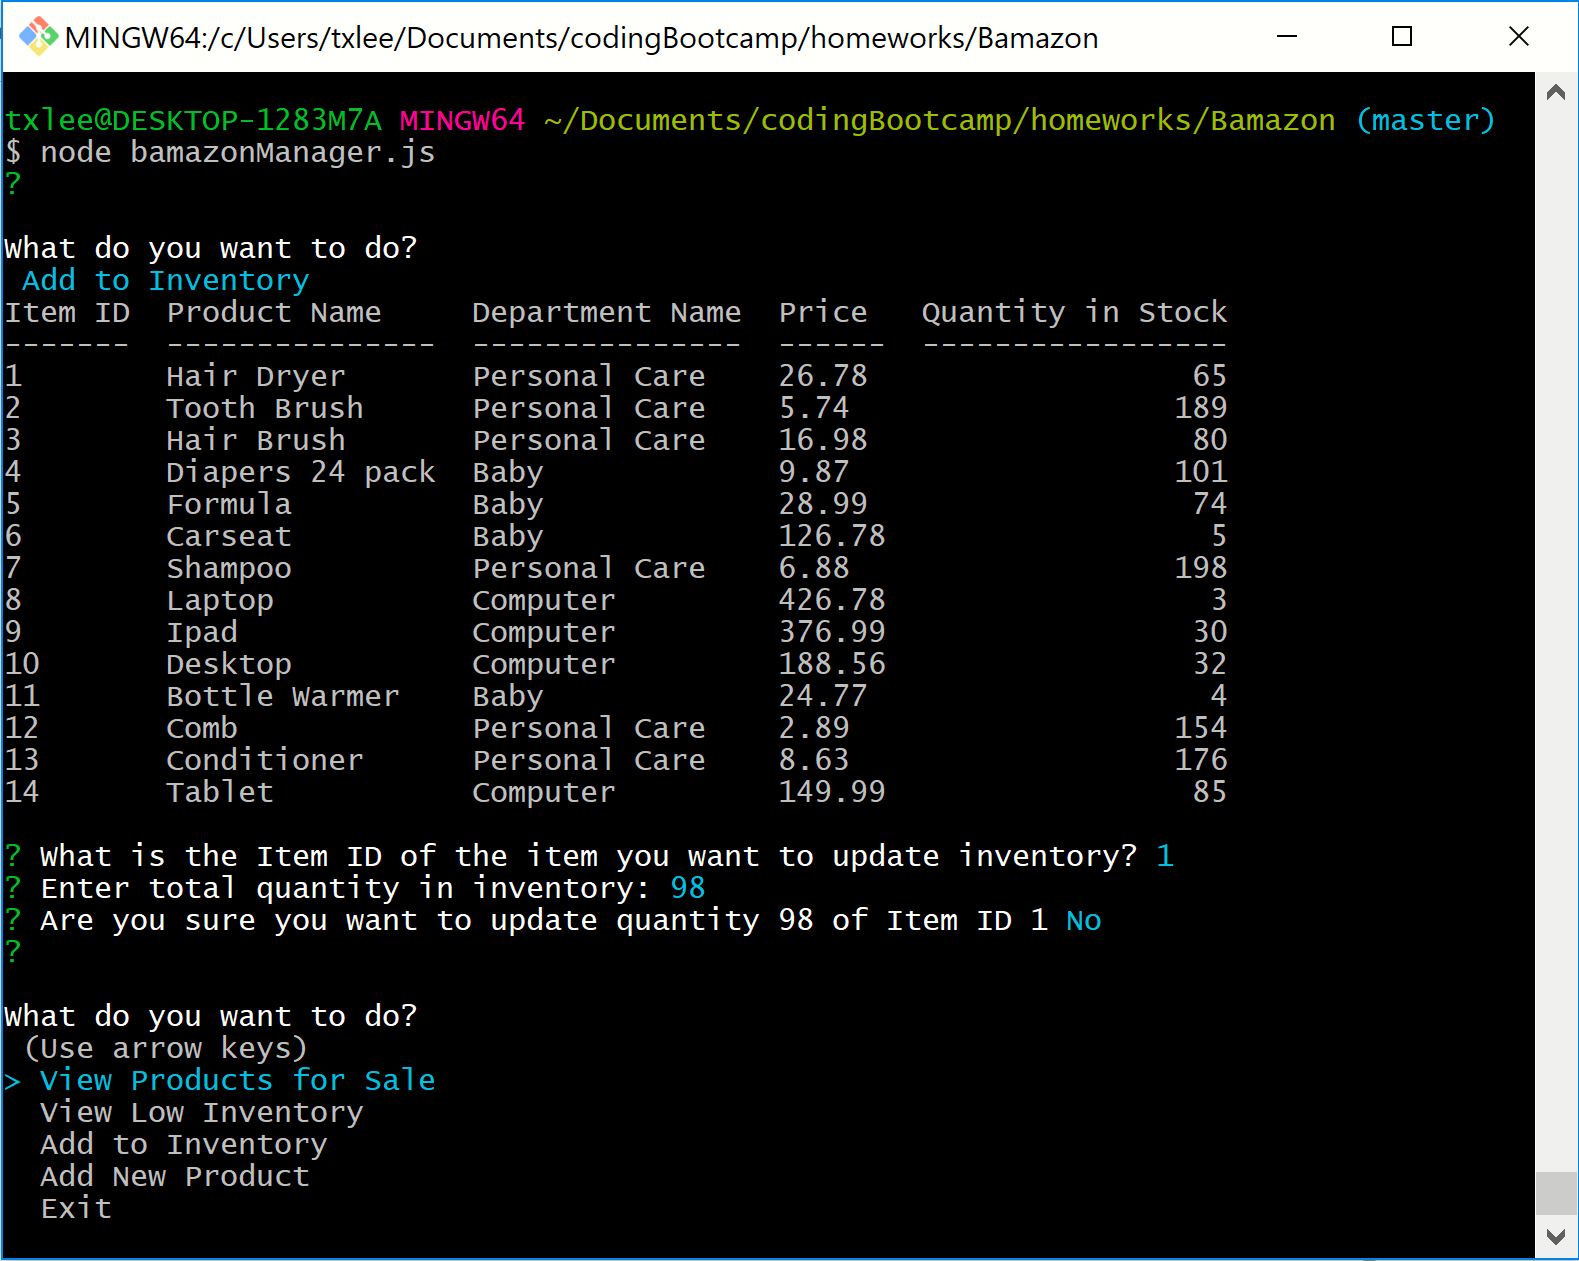 MINGW64:/c/Users/txlee/Documents/codingBootcamp/homeworks/Bamazon
txlee@DESKTOP-1283M7A MINGW64 ~/Documents/codingBootcamp/homeworks/Bamazon (master)
$ node bamazonManager.js
?
What do you want to do?
Add to Inventory
Item ID  Product Name     Department Name  Price   Quantity in Stock
-------  ---------------  ---------------  ------  -----------------
1        Hair Dryer       Personal Care    26.78                  65
2        Tooth Brush      Personal Care    5.74                  189
3        Hair Brush       Personal Care    16.98                  80
4        Diapers 24 pack  Baby             9.87                  101
5        Formula          Baby             28.99                  74
6        Carseat          Baby             126.78                  5
7        Shampoo          Personal Care    6.88                  198
8        Laptop           Computer         426.78                  3
9        Ipad             Computer         376.99                 30
10       Desktop          Computer         188.56                 32
11       Bottle Warmer    Baby             24.77                   4
12       Comb             Personal Care    2.89                  154
13       Conditioner      Personal Care    8.63                  176
14       Tablet           Computer         149.99                 85
? What is the Item ID of the item you want to update inventory? 1
? Enter total quantity in inventory: 98
? Are you sure you want to update quantity 98 of Item ID 1 No
?
What do you want to do?
(Use arrow keys)
> View Products for Sale
View Low Inventory
Add to Inventory
Add New Product
Exit